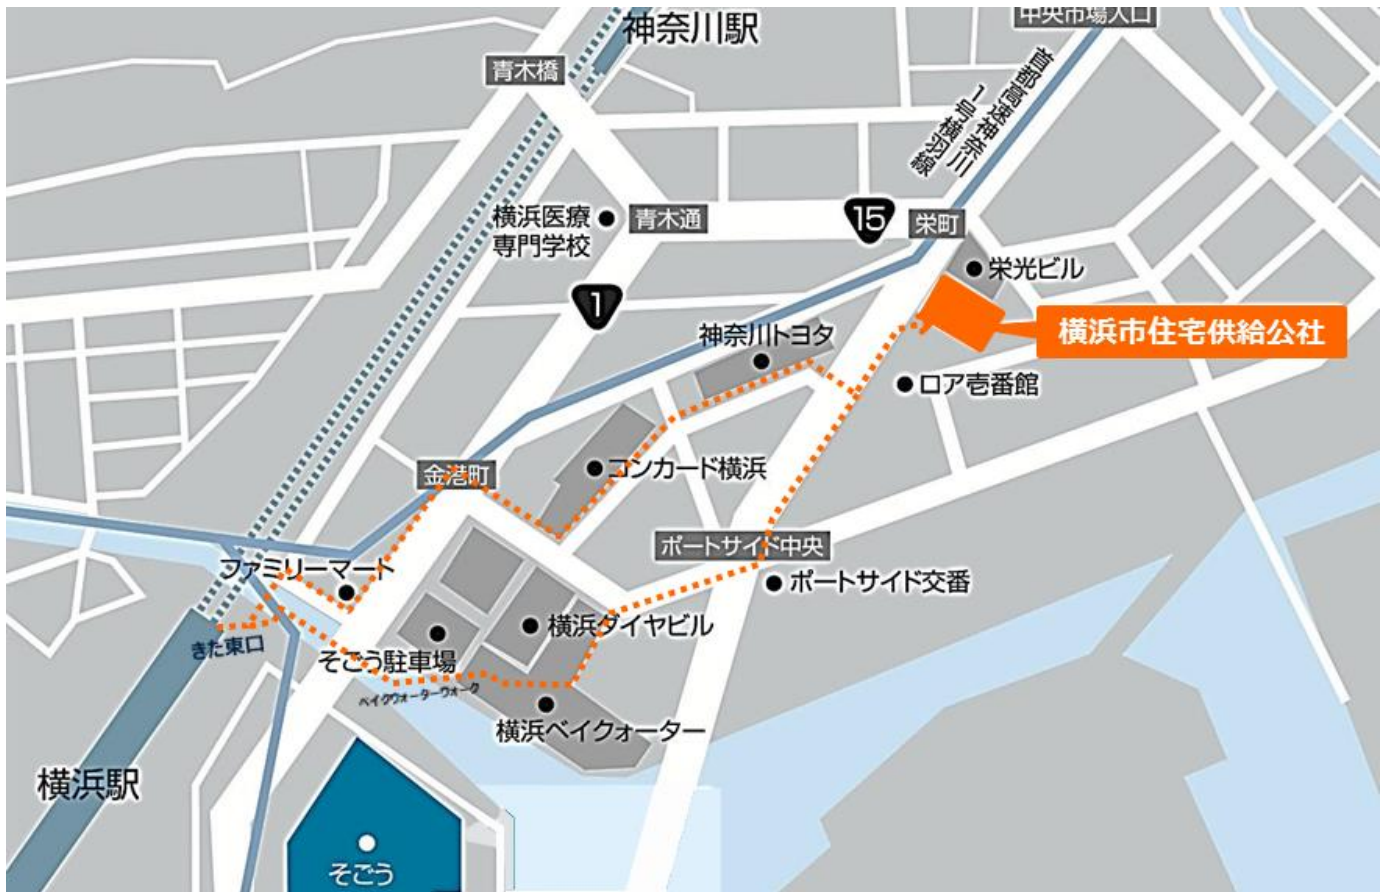 神奈川駅
中央市場入口
青木橋
首都高速神奈川
1号横羽線
横浜医療
専門学校
青木通
15
栄町
栄光ビル
1
神奈川トヨタ
横浜市住宅供給公社
ロア壱番館
金港町
コンカード横浜
ポートサイド中央
ファミリーマート
ポートサイド交番
きた東口
横浜ダイヤビル
そごう駐車場
ベイクウォーターウォーク
横浜ベイクォーター
横浜駅
そごう